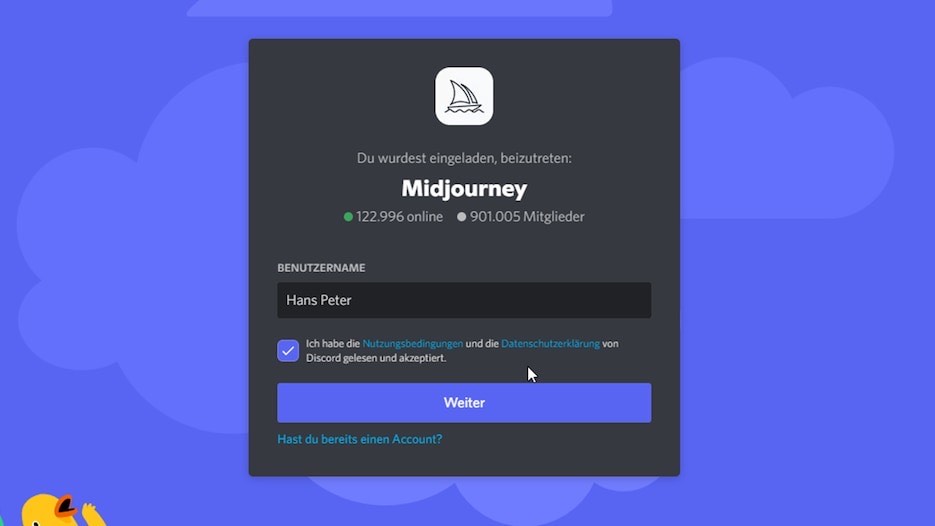 Du wurdest eingeladen, beizutreten:
Midjourney
122.996 online 901.005 Mitglieder
BENUTZERNAME
Hans Peter
Ich habe die Nutzungsbedingungen und die Datenschutzerklärung von
Discord gelesen und akzeptiert.
Weiter
Hast du bereits einen Account?